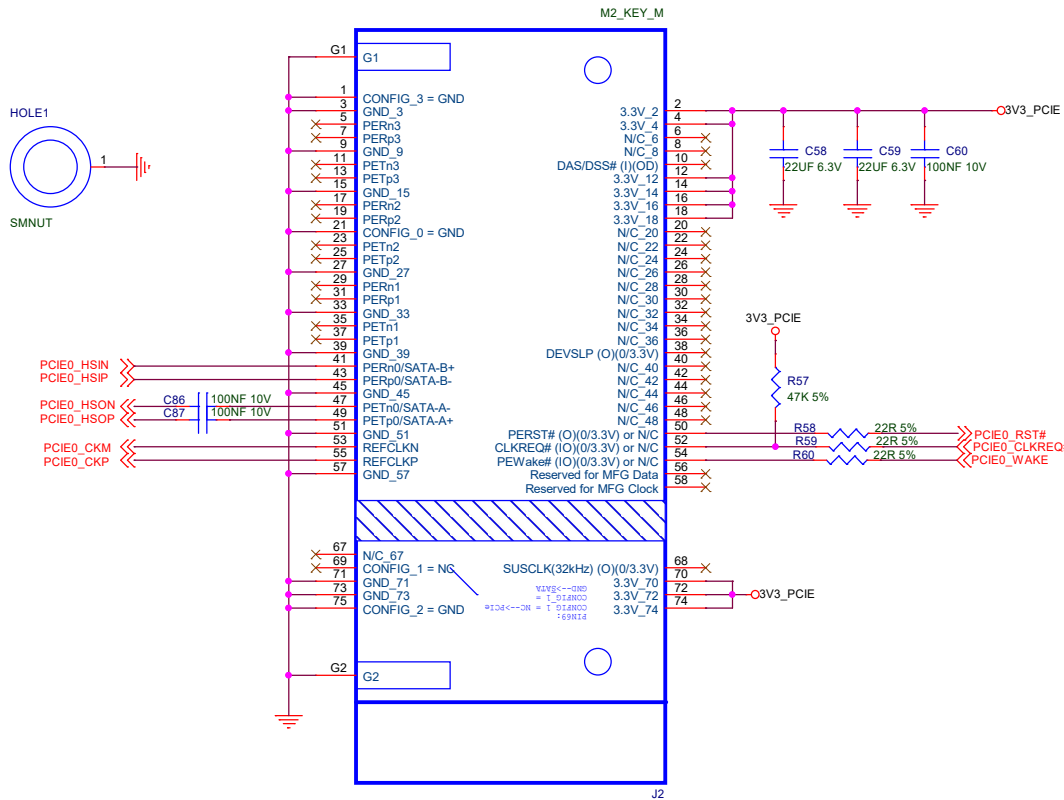 M2_KEY_M
G1
G1
1
CONFIG_3 = GND
3
GND_3
5
PERn3
7
PERp3
9
GND_9
11
PETn3
13
PETp3
15
GND_15
17
PERn2
19
PERp2
21
CONFIG_0 = GND
23
PETn2
25
PETp2
27
GND_27
29
PERn1
31
PERp1
33
GND_33
35
PETn1
37
PETp1
39
GND_39
41
PERn0/SATA-B+
43
PERp0/SATA-B-
45
GND_45
47
PETn0/SATA-A-
49
PETp0/SATA-A+
51
GND_51
53
REFCLKN
55
REFCLKP
57
GND_57
67
N/C_67
69
CONFIG_1 = NC
71
GND_71
73
GND_73
75
CONFIG_2 = GND
G2
G2
HOLE1
1
SMNUT
PCIE0_HSIN
PCIE0_HSIP
PCIE0_HSON
C86
100NF 10V
PCIE0_HSOP
C87
100NF 10V
PCIE0_CKM
PCIE0_CKP
2
3.3V_2
4
3.3V_4
6
N/C_6
8
N/C_8
10
DAS/DSS# (I)(OD)
12
3.3V_12
14
3.3V_14
16
3.3V_16
18
3.3V_18
20
N/C_20
22
N/C_22
24
N/C_24
26
N/C_26
28
N/C_28
30
N/C_30
32
N/C_32
34
N/C_34
36
N/C_36
38
DEVSLP (O)(0/3.3V)
40
N/C_40
42
N/C_42
44
N/C_44
46
N/C_46
48
N/C_48
50
PERST# (O)(0/3.3V) or N/C
52
CLKREQ# (IO)(0/3.3V) or N/C
54
PEWake# (IO)(0/3.3V) or N/C
56
Reserved for MFG Data
58
Reserved for MFG Clock
68
SUSCLK(32kHz) (O)(0/3.3V)
70
3.3V_70
72
3.3V_72
74
3.3V_74
3V3_PCIE
PIN69:
CONFIG_1 = NC-->PCIe
CONFIG_1 =
GND-->SATA
3V3_PCIE
C58
22UF 6.3V
C59
22UF 6.3V
C60
100NF 10V
3V3_PCIE
R57
47K 5%
R58
22R 5%
PCIE0_RST#
R59
22R 5%
PCIE0_CLKREQ
R60
22R 5%
PCIE0_WAKE
J2